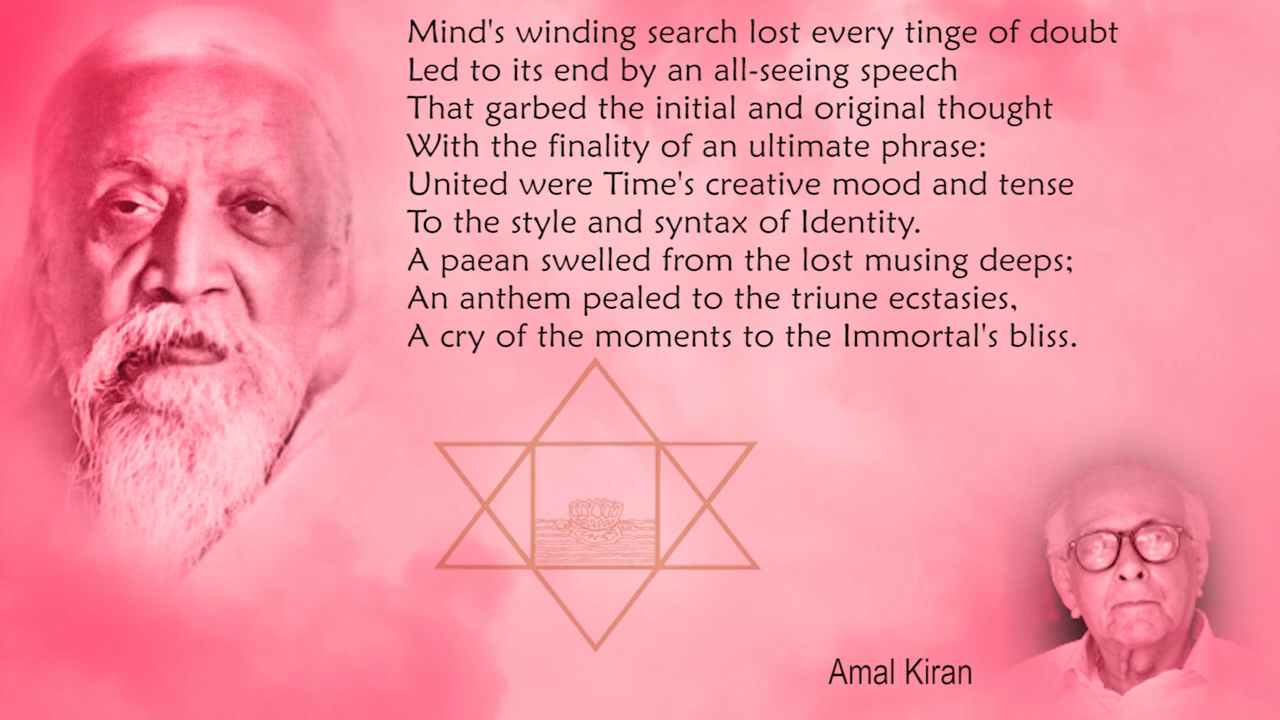 Mind's winding search lost every tinge of doubt
Led to its end by an all-seeing speech
That garbed the initial and original thought
With the finality of an ultimate phrase:
United were Time's creative mood and tense
To the style and syntax of Identity.
A paean swelled from the lost musing deeps;
An anthem pealed to the triune ecstasies,
A cry of the moments to the Immortal's bliss.
Amal Kiran